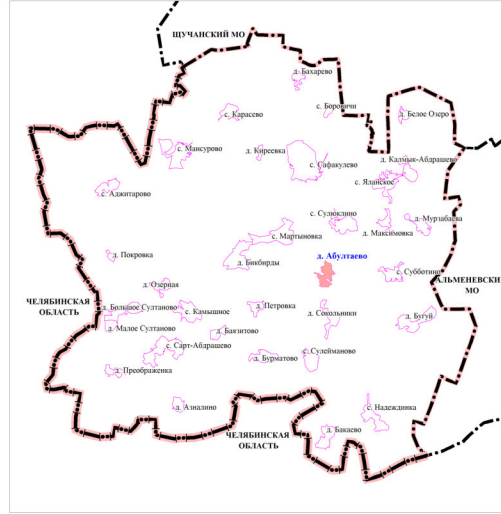 ЩУЧАНСКИЙ МО
д. Бахарево
с. Боровичи
с. Карасево
д. Белое Озеро
с. Мансурово
д. Киреевка
с. Сафакулево
д. Калмык-Абдрашево
с. Яланское
с. Аджитарово
с. Сулюклино
д. Мурзабаева
с. Мартыновка
д. Максимовка
д. Абултаево
д. Покровка
д. Бикбирды
с. Субботино
АЛЬМЕНЕВСКИЙ
МО
д. Озерная
ЧЕЛЯБИНСКАЯ
ОБЛАСТЬ
д. Большое Султаново
с. Камышное
д. Петровка
д. Сокольники
д. Бугуй
д. Малое Султаново
д. Баязитово
с. Сарт-Абдрашево
д. Бурматово
с. Сулейманово
д. Преображенка
д. Азналино
с. Надеждинка
д. Бакаево
ЧЕЛЯБИНСКАЯ
ОБЛАСТЬ